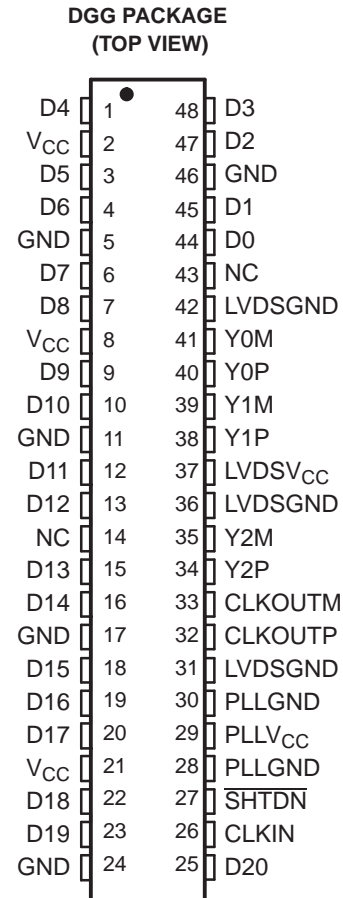 DGG PACKAGE
(TOP VIEW)
D4 1 48 D3
VCC 2 47 D2
D5 3 46 GND
D6 4 45 D1
GND 5 44 D0
D7 6 43 NC
D8 7 42 LVDSGND
VCC 8 41 Y0M
D9 9 40 Y0P
D10 10 39 Y1M
GND 11 38 Y1P
D11 12 37 LVDSVCC
D12 13 36 LVDSGND
NC 14 35 Y2M
D13 15 34 Y2P
D14 16 33 CLKOUTM
GND 17 32 CLKOUTP
D15 18 31 LVDSGND
D16 19 30 PLLGND
D17 20 29 PLLVCC
VCC 21 28 PLLGND
D18 22 27 SHTDN
D19 23 26 CLKIN
GND 24 25 D20